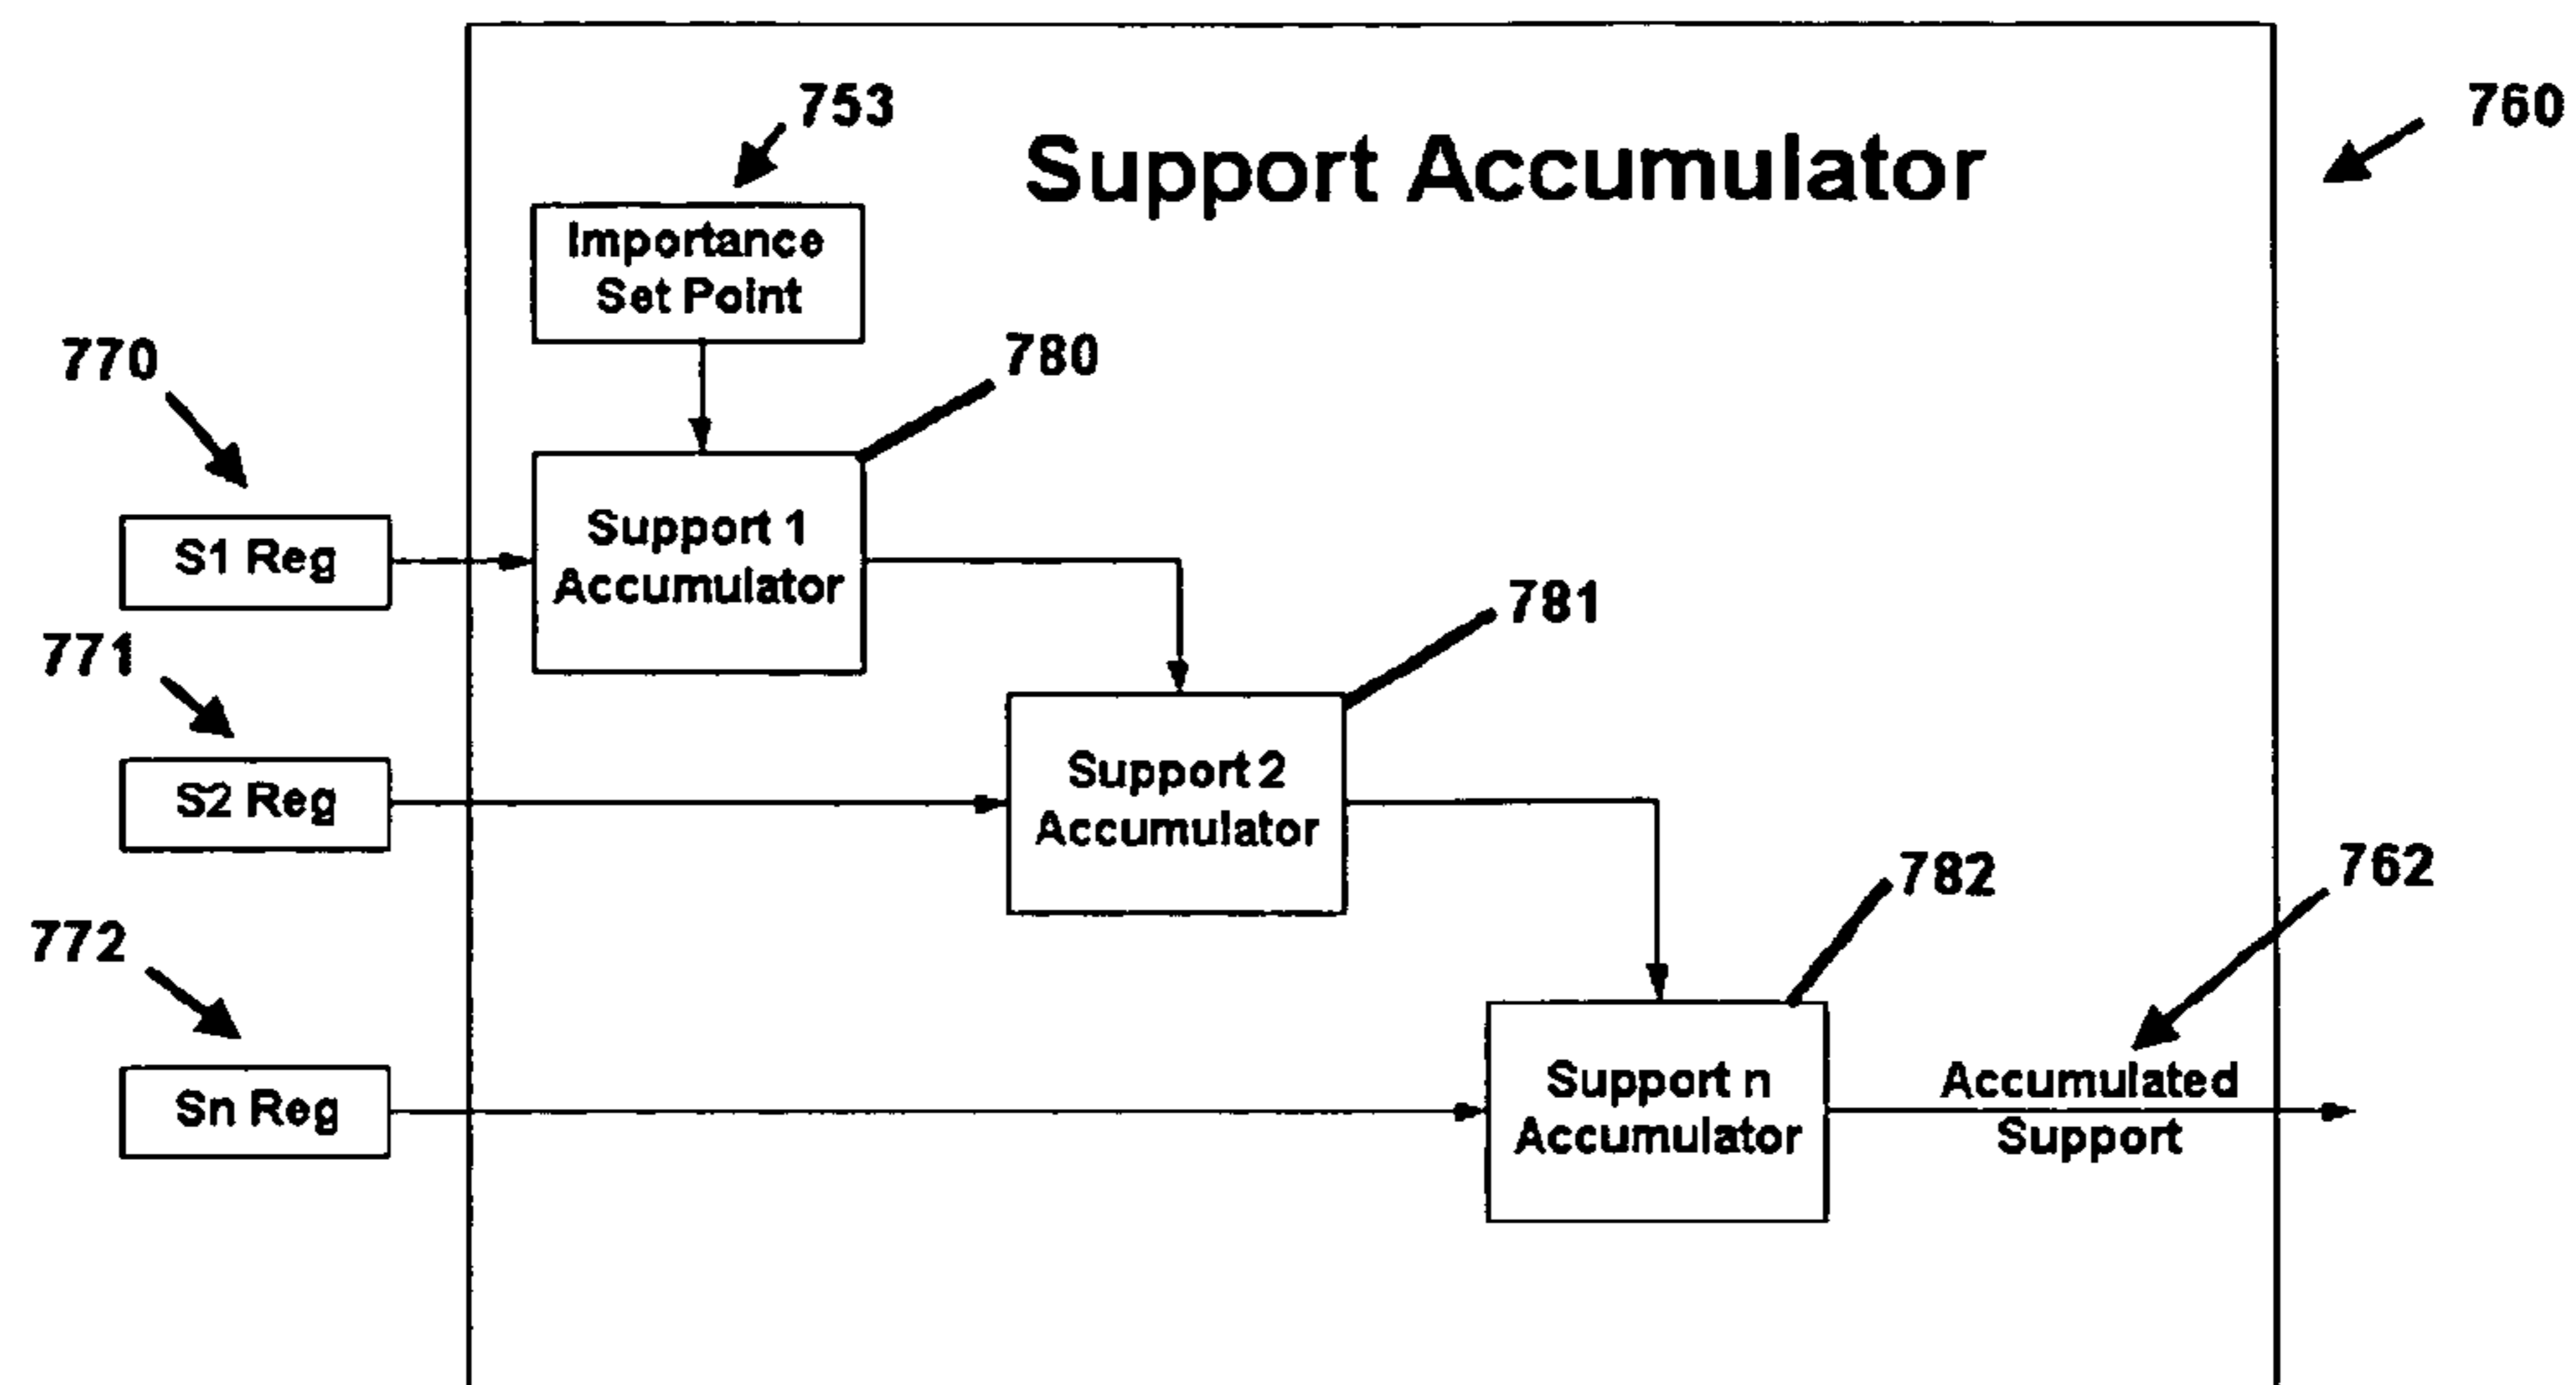 753
760
Support Accumulator
Importance
Set Point
770
780
S1 Reg
Support 1
Accumulator
771
781
S2 Reg
Support 2
Accumulator
772
782
762
Sn Reg
Support n
Accumulator
Accumulated
Support